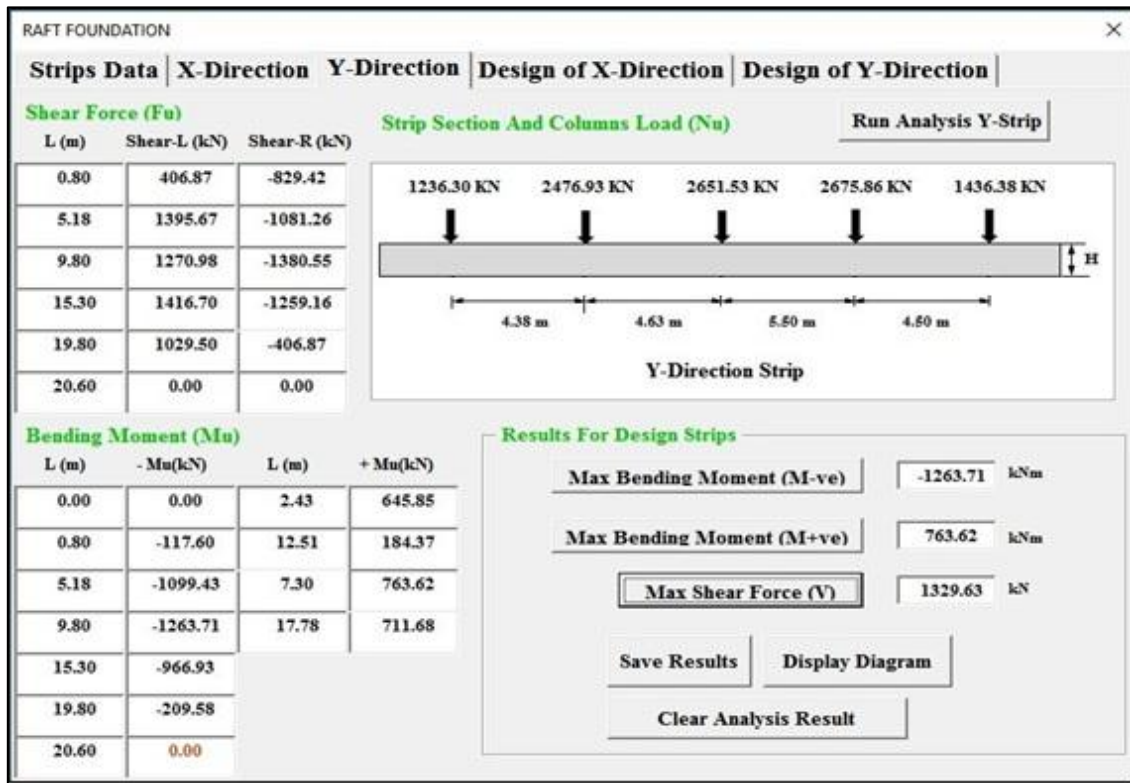 RAFT FOUNDATION
Strips Data X-Direction Y-Direction Design of X-Direction Design of Y-Direction
Shear Force (Fu)
L (m) Shear-L (kN) Shear-R (kN)
0.80 406.87 -829.42
5.18 1395.67 -1081.26
9.80 1270.98 -1380.55
15.30 1416.70 -1259.16
19.80 1029.50 -406.87
20.60 0.00 0.00
Strip Section And Columns Load (Nu)
Run Analysis Y-Strip
1236.30 KN 2476.93 KN 2651.53 KN 2675.86 KN 1436.38 KN
H
4.38 m 4.63 m 5.50 m 4.50 m
Y-Direction Strip
Bending Moment (Mu)
L (m) - Mu(kN) L (m) + Mu(kN)
0.00 0.00 2.43 645.85
0.80 -117.60 12.51 184.37
5.18 -1099.43 7.30 763.62
9.80 -1263.71 17.78 711.68
15.30 -966.93
19.80 -209.58
20.60 0.00
Results For Design Strips
Max Bending Moment (M-ve) -1263.71 kNm
Max Bending Moment (M+ve) 763.62 kNm
Max Shear Force (V) 1329.63 kN
Save Results Display Diagram
Clear Analysis Result